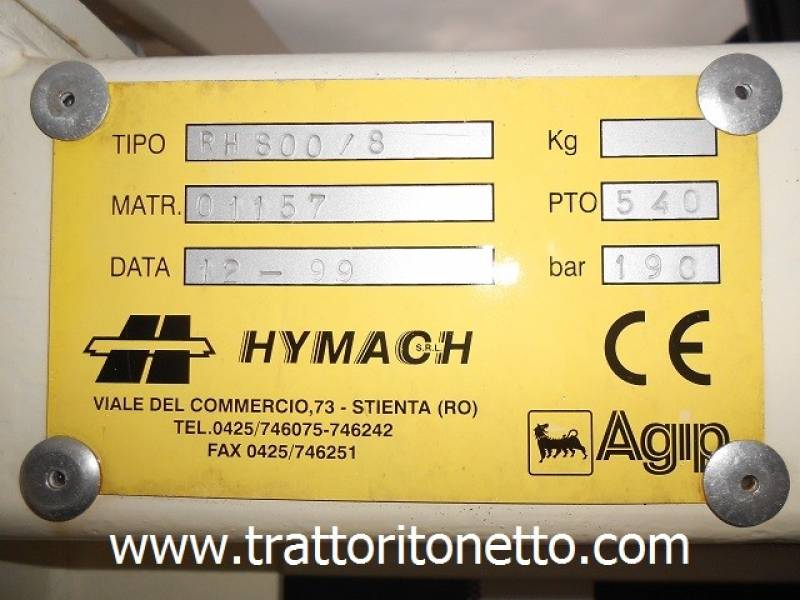 TIPO RH 800/8 Kg
MATR. 01157 PTO 540
DATA 12 - 99 bar 190
HYMACH S.R.L. CE
VIALE DEL COMMERCIO,73 - STIENTA (RO)
TEL.0425/746075-746242
FAX 0425/746251
Agip
www.trattoritonetto.com